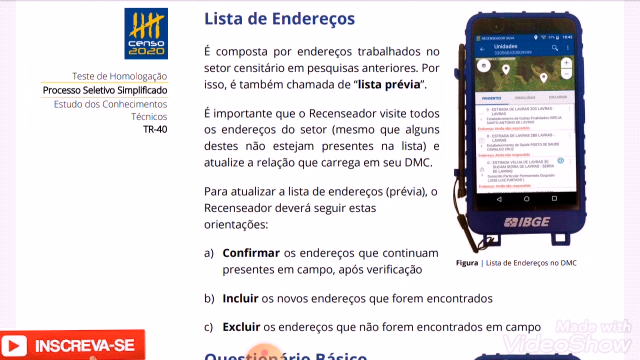 Lista de Endereços
censo
2020
Teste de Homologação
Processo Seletivo Simplificado
Estudo dos Conhecimentos
Técnicos
TR-40
É composta por endereços trabalhados no
setor censitário em pesquisas anteriores. Por
isso, é também chamada de “lista prévia”.
É importante que o Recenseador visite todos
os endereços do setor (mesmo que alguns
destes não estejam presentes na lista) e
atualize a relação que carrega em seu DMC.
Para atualizar a lista de endereços (prévia), o
Recenseador deverá seguir estas
orientações:
a) Confirmar os endereços que continuam
presentes em campo, após verificação
b) Incluir os novos endereços que forem encontrados
c) Excluir os endereços que não forem encontrados em campo
Questionário Básico
Unidades
IBGE
Figura | Lista de Endereços no DMC
INSCREVA-SE
Made with
VideoShow